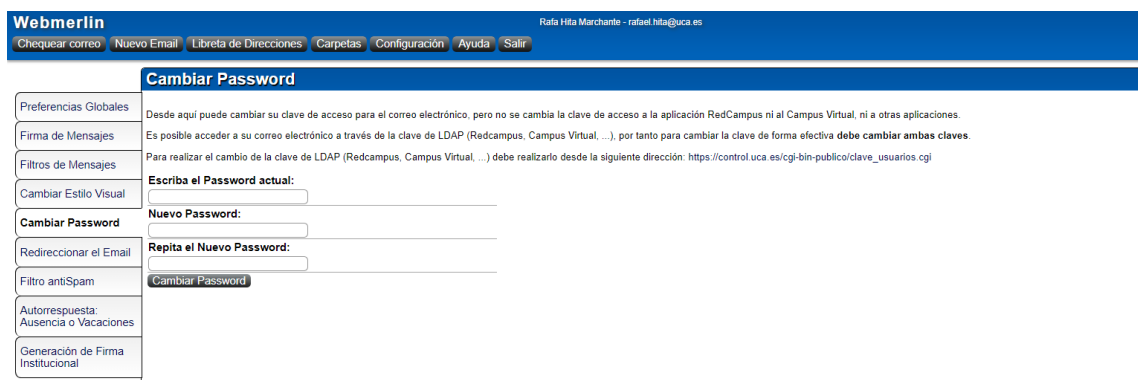 Webmerlin
Rafa Hita Marchante - rafael.hita@uca.es
Chequear correo Nuevo Email Libreta de Direcciones Carpetas Configuración Ayuda Salir
Cambiar Password
Preferencias Globales
Firma de Mensajes
Filtros de Mensajes
Cambiar Estilo Visual
Cambiar Password
Redireccionar el Email
Filtro antiSpam
Autorrespuesta:
Ausencia o Vacaciones
Generación de Firma
Institucional
Desde aquí puede cambiar su clave de acceso para el correo electrónico, pero no se cambia la clave de acceso a la aplicación RedCampus ni al Campus Virtual, ni a otras aplicaciones.
Es posible acceder a su correo electrónico a través de la clave de LDAP (Redcampus, Campus Virtual, ...), por tanto para cambiar la clave de forma efectiva debe cambiar ambas claves.
Para realizar el cambio de la clave de LDAP (Redcampus, Campus Virtual, ...) debe realizarlo desde la siguiente dirección: https://control.uca.es/cgi-bin-publico/clave_usuarios.cgi
Escriba el Password actual:
Nuevo Password:
Repita el Nuevo Password:
Cambiar Password